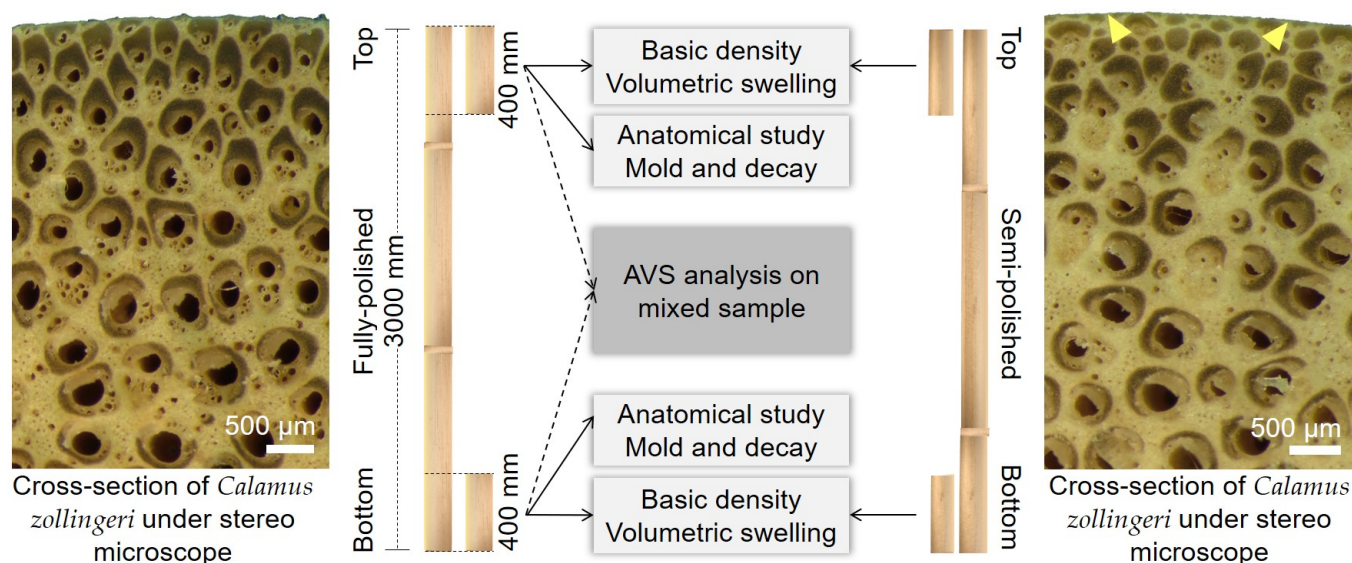 500 µm
Cross-section of Calamus
zollingeri under stereo
microscope
Top
Fully-polished
3000 mm
Bottom
400 mm
400 mm
Basic density
Volumetric swelling
Anatomical study
Mold and decay
AVS analysis on
mixed sample
Anatomical study
Mold and decay
Basic density
Volumetric swelling
Top
Semi-polished
Bottom
500 µm
Cross-section of Calamus
zollingeri under stereo
microscope